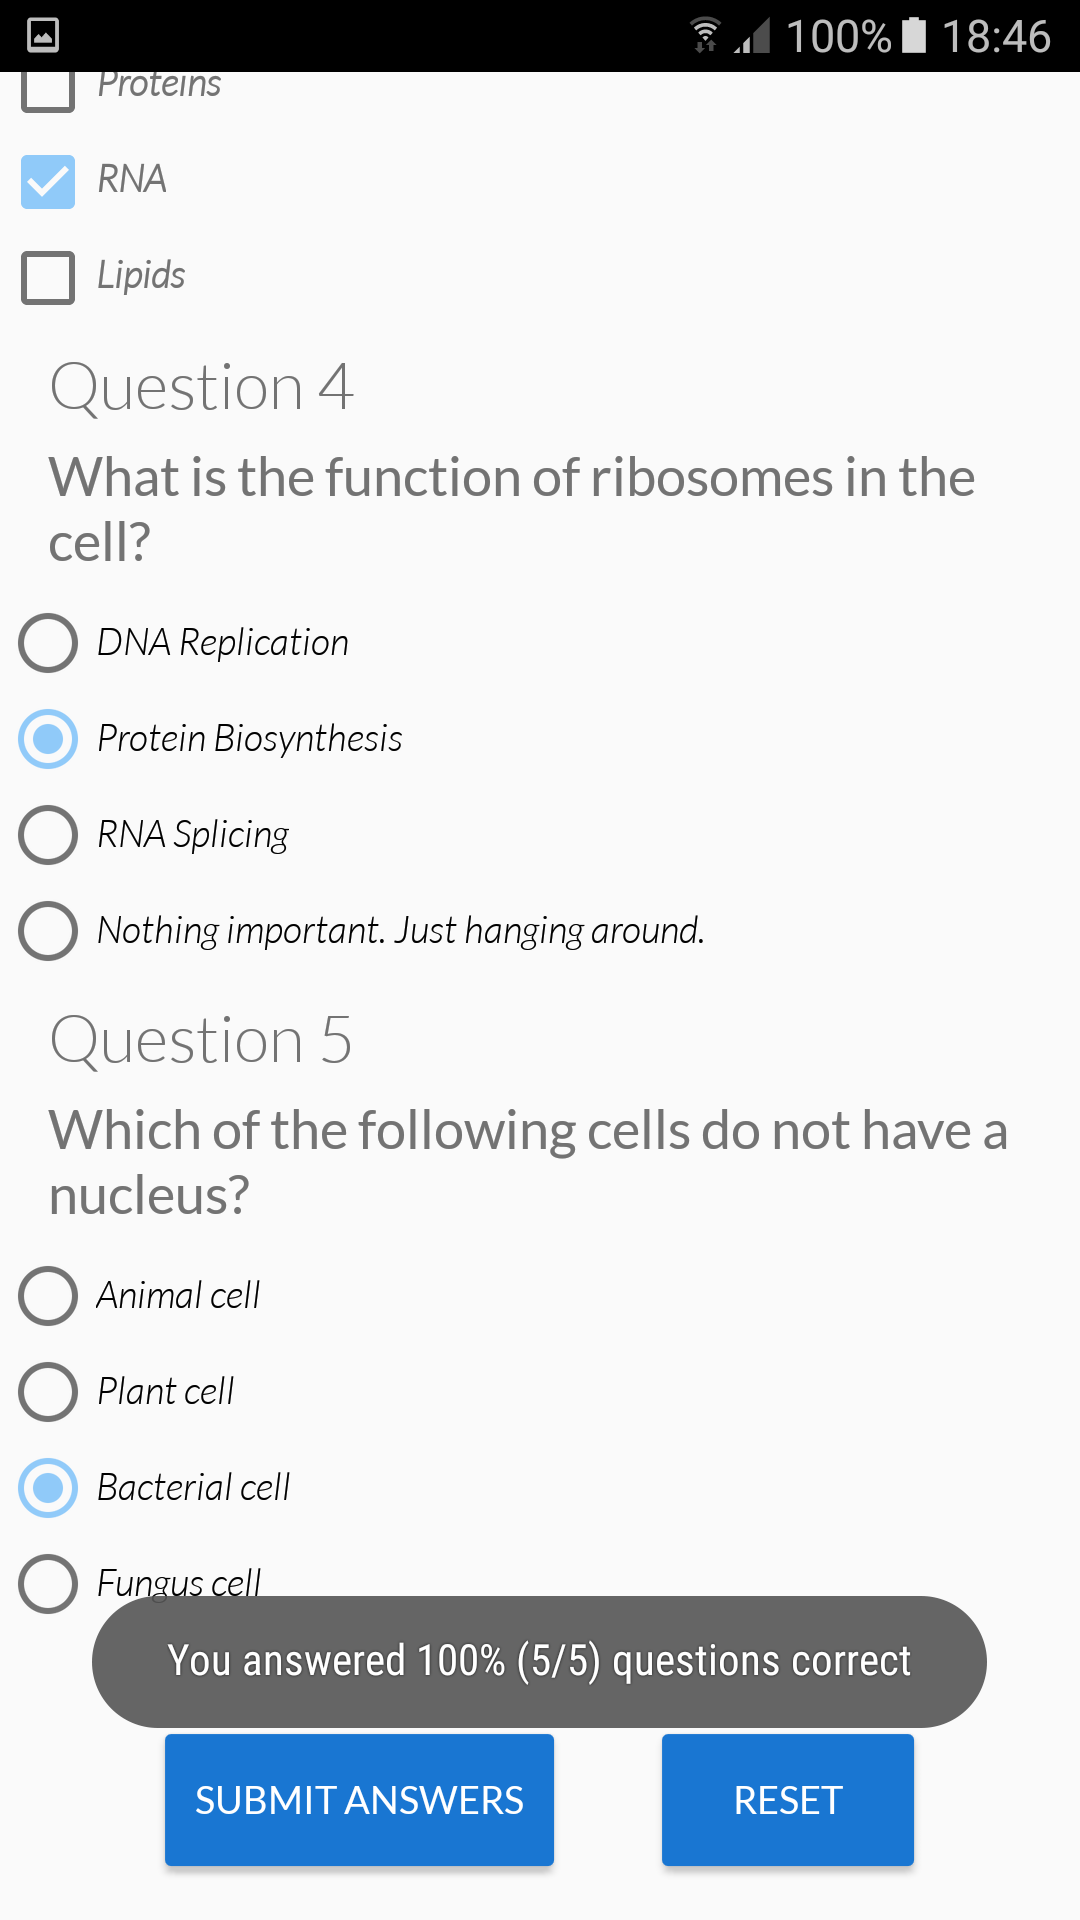 100% 18:46
Proteins
RNA
Lipids
Question 4
What is the function of ribosomes in the
cell?
DNA Replication
Protein Biosynthesis
RNA Splicing
Nothing important. Just hanging around.
Question 5
Which of the following cells do not have a
nucleus?
Animal cell
Plant cell
Bacterial cell
Fungus cell
You answered 100% (5/5) questions correct
SUBMIT ANSWERS RESET